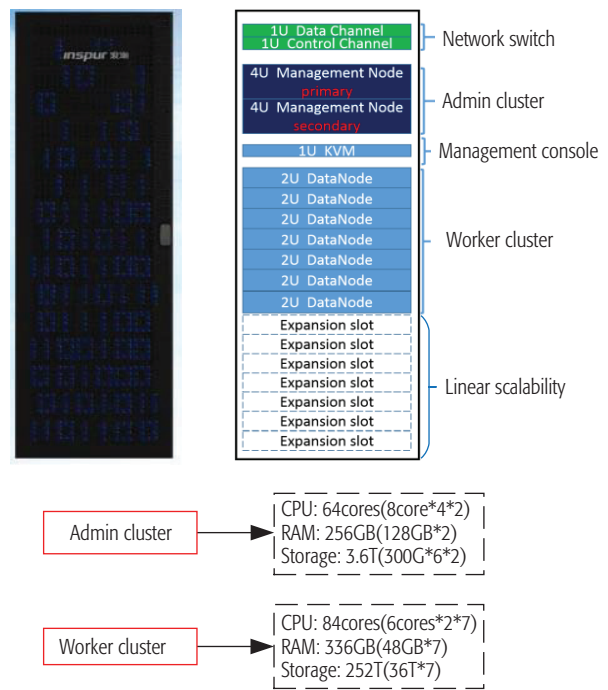 inspur 浪潮
1U Data Channel
1U Control Channel
Network switch
4U Management Node
primary
4U Management Node
secondary
Admin cluster
1U KVM
Management console
2U DataNode
2U DataNode
2U DataNode
2U DataNode
2U DataNode
2U DataNode
2U DataNode
Worker cluster
Expansion slot
Expansion slot
Expansion slot
Expansion slot
Expansion slot
Expansion slot
Expansion slot
Linear scalability
Admin cluster
CPU: 64cores(8core*4*2)
RAM: 256GB(128GB*2)
Storage: 3.6T(300G*6*2)
Worker cluster
CPU: 84cores(6cores*2*7)
RAM: 336GB(48GB*7)
Storage: 252T(36T*7)